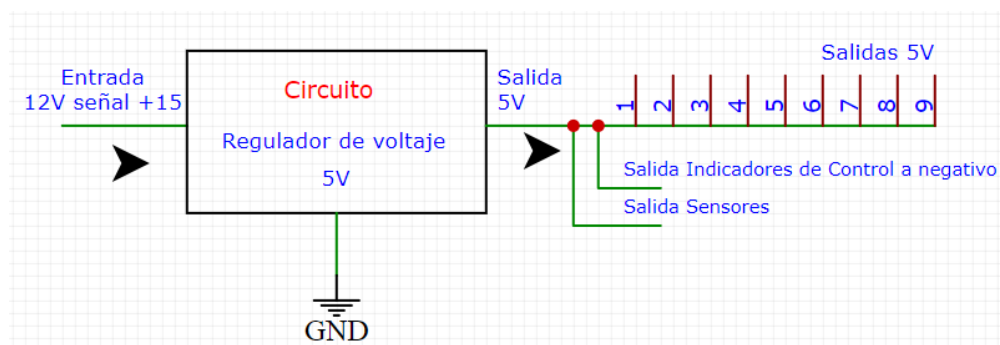 Entrada
12V señal +15
Circuito
Regulador de voltaje
5V
GND
Salida
5V
Salidas 5V
1
2
3
4
5
6
7
8
9
Salida Indicadores de Control a negativo
Salida Sensores